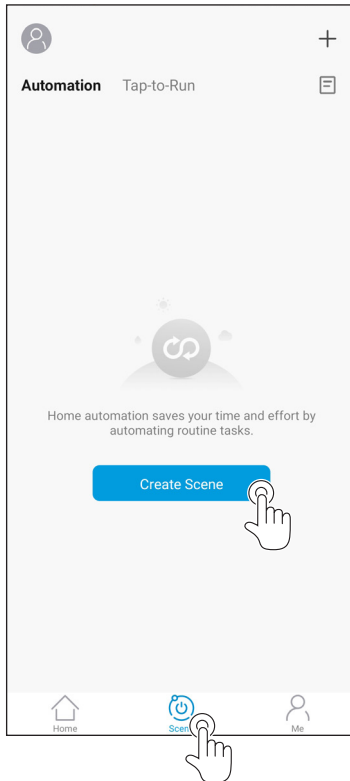 Automation Tap-to-Run
Home automation saves your time and effort by
automating routine tasks.
Create Scene
Home Scen Me